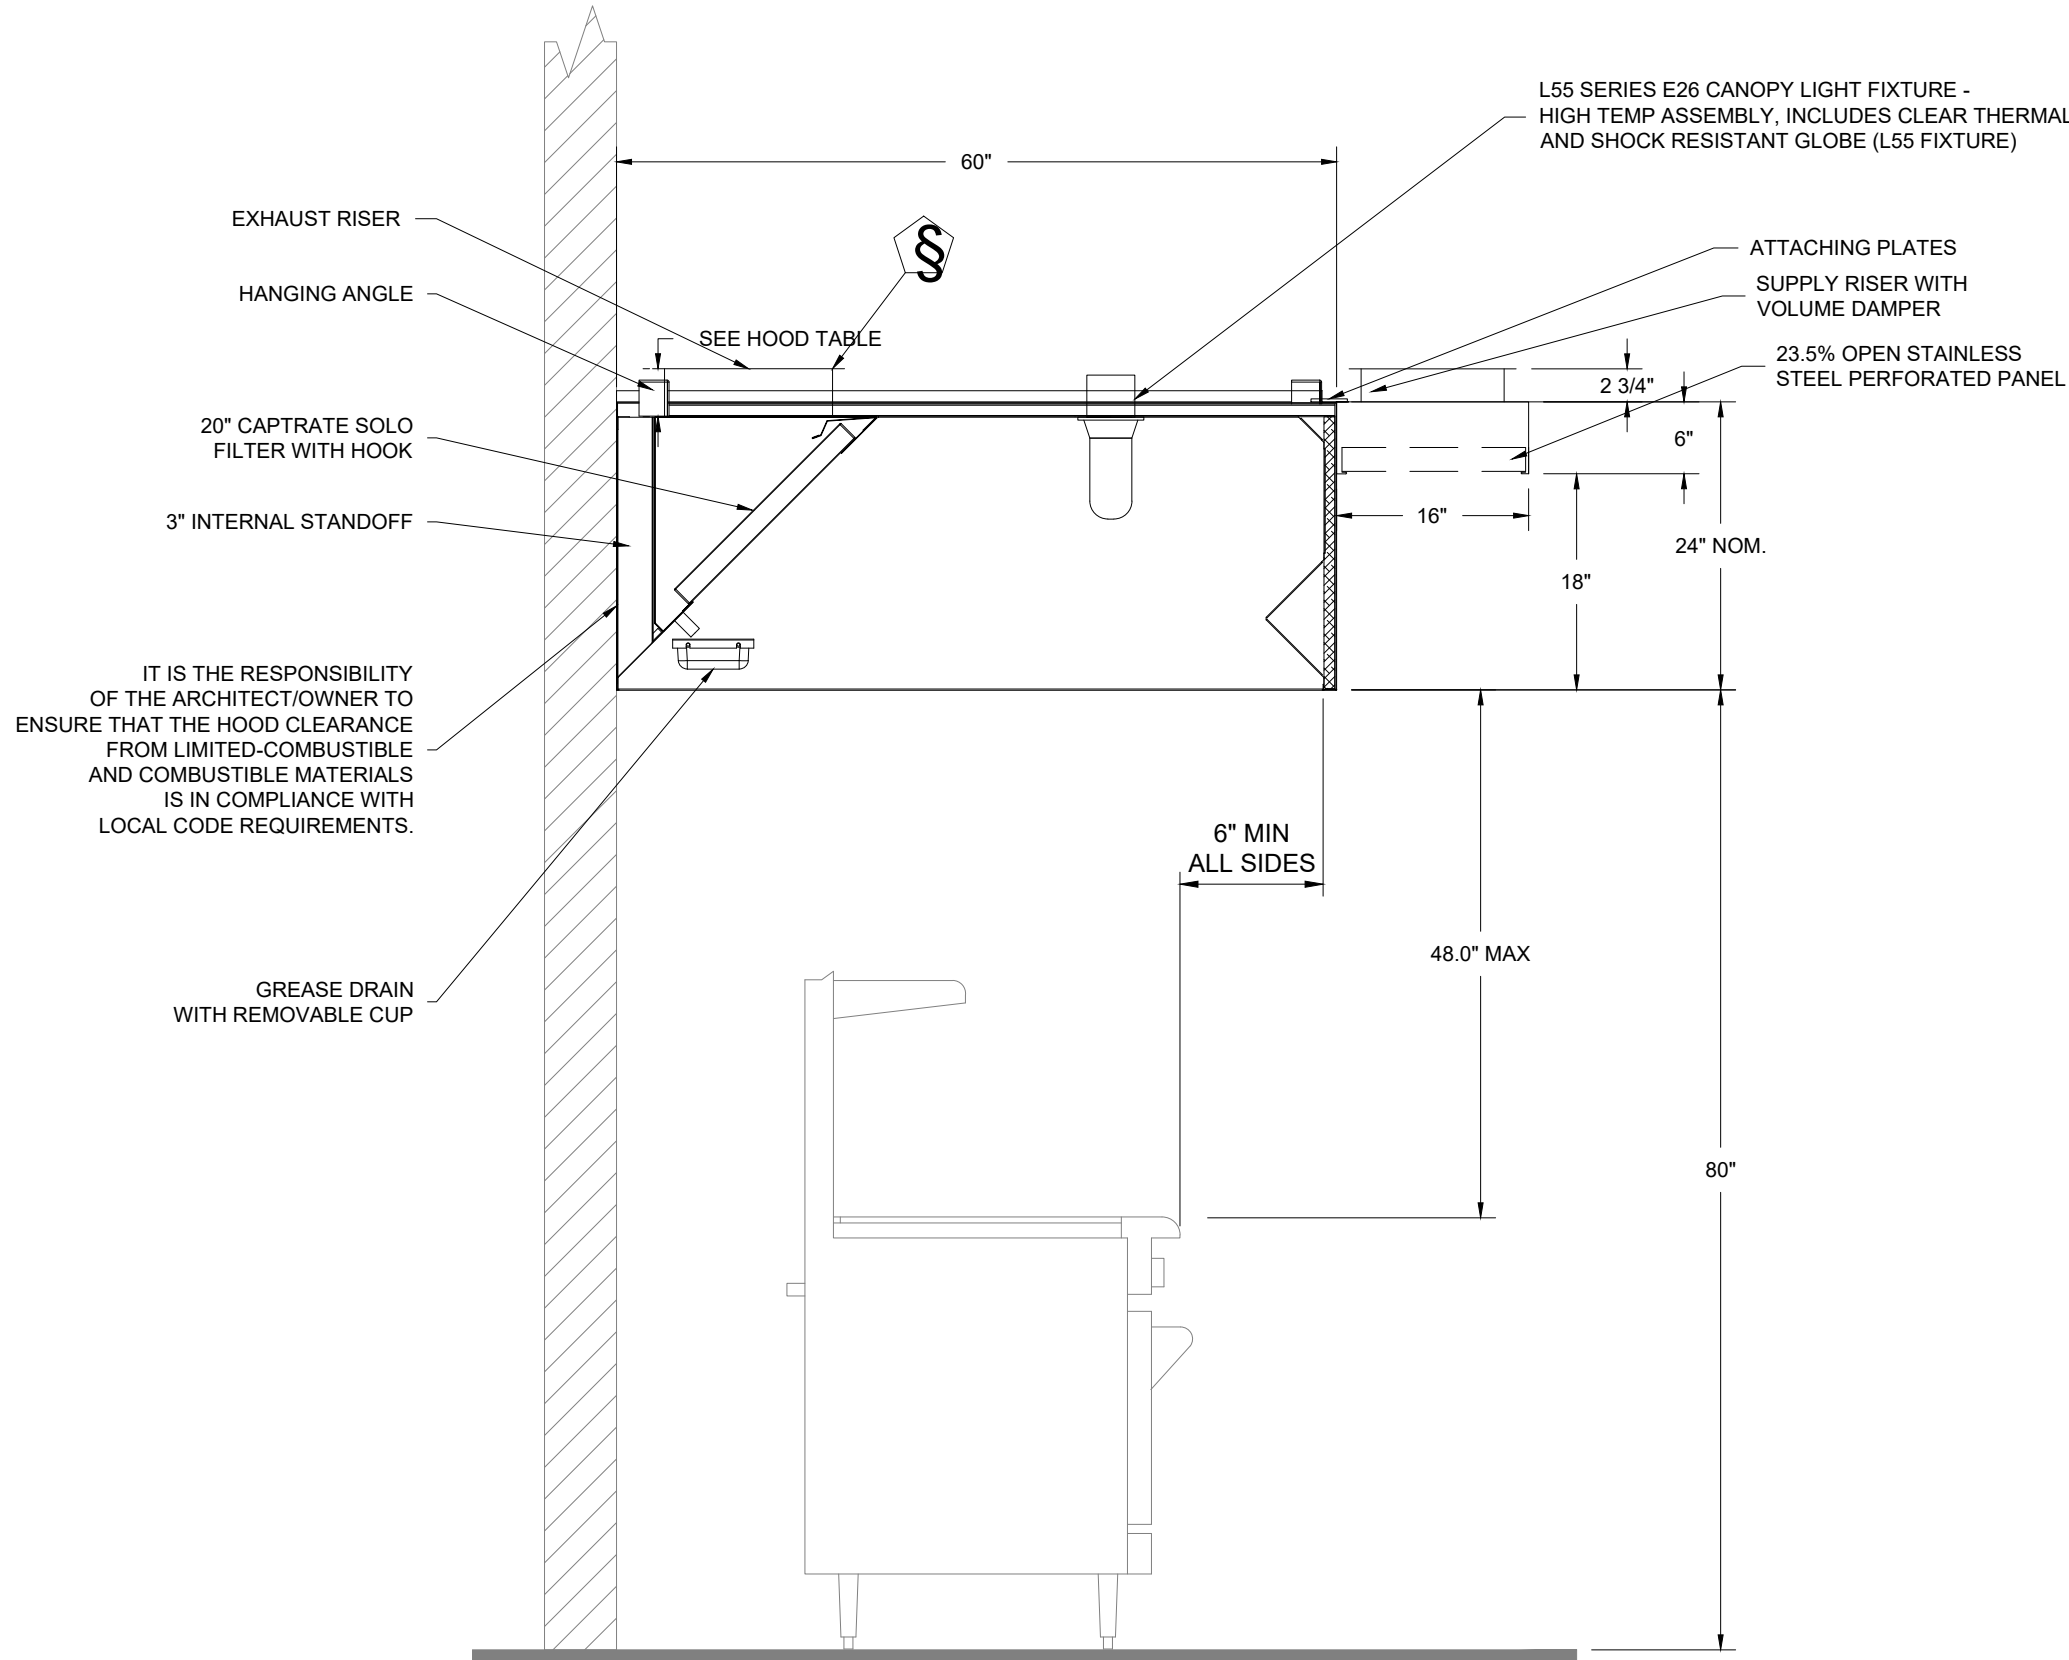 L55 SERIES E26 CANOPY LIGHT FIXTURE -
HIGH TEMP ASSEMBLY, INCLUDES CLEAR THERMAL
AND SHOCK RESISTANT GLOBE (L55 FIXTURE)
60"
EXHAUST RISER
§
ATTACHING PLATES
HANGING ANGLE
SUPPLY RISER WITH
VOLUME DAMPER
SEE HOOD TABLE
23.5% OPEN STAINLESS
STEEL PERFORATED PANEL
2 3/4"
20" CAPTRATE SOLO
FILTER WITH HOOK
6"
3" INTERNAL STANDOFF
16"
24" NOM.
18"
IT IS THE RESPONSIBILITY
OF THE ARCHITECT/OWNER TO
ENSURE THAT THE HOOD CLEARANCE
FROM LIMITED-COMBUSTIBLE
AND COMBUSTIBLE MATERIALS
IS IN COMPLIANCE WITH
LOCAL CODE REQUIREMENTS.
6" MIN
ALL SIDES
48.0" MAX
GREASE DRAIN
WITH REMOVABLE CUP
80"